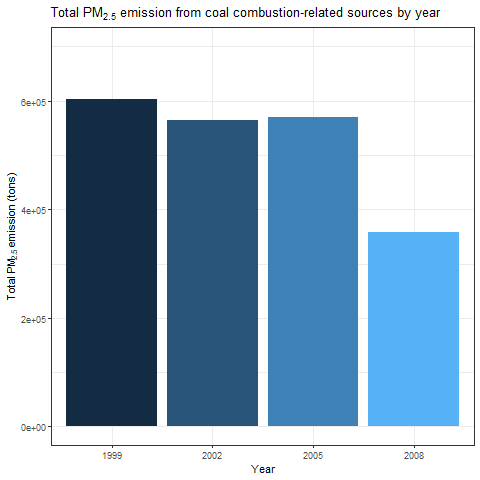 Total PM2.5 emission from coal combustion-related sources by year
6e+05
4e+05
2e+05
0e+00
Total PM2.5 emission (tons)
1999 2002 2005 2008
Year